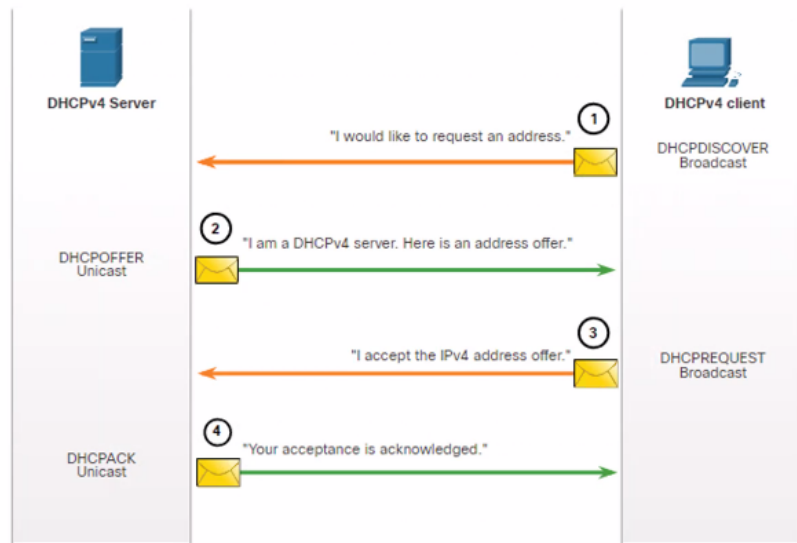 DHCPv4 Server
DHCPv4 client
1
"I would like to request an address."
DHCPDISCOVER
Broadcast
2
"I am a DHCPv4 server. Here is an address offer."
DHCPOFFER
Unicast
3
"I accept the IPv4 address offer."
DHCPREQUEST
Broadcast
4
"Your acceptance is acknowledged."
DHCPACK
Unicast